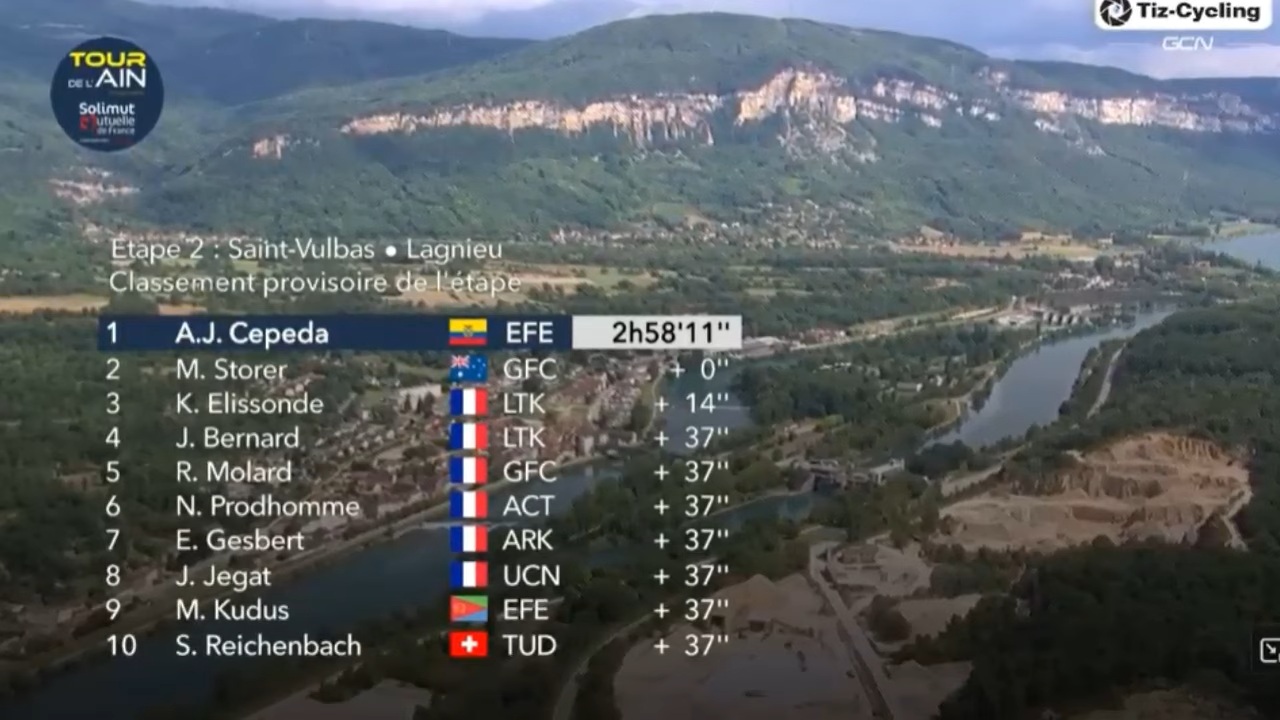 Tiz-Cycling
GCN
TOUR
DE L'AIN
Solimut
Mutuelle
de France
Etape 2 : Saint-Vulbas • Lagnieu
Classement provisoire de l'étape
1 A.J. Cepeda EFE 2h58'11''
2 M. Storer GFC + 0''
3 K. Elissonde LTK + 14''
4 J. Bernard LTK + 37''
5 R. Molard GFC + 37''
6 N. Prodhomme ACT + 37''
7 E. Gesbert ARK + 37''
8 J. Jegat UCN + 37''
9 M. Kudus EFE + 37''
10 S. Reichenbach TUD + 37''